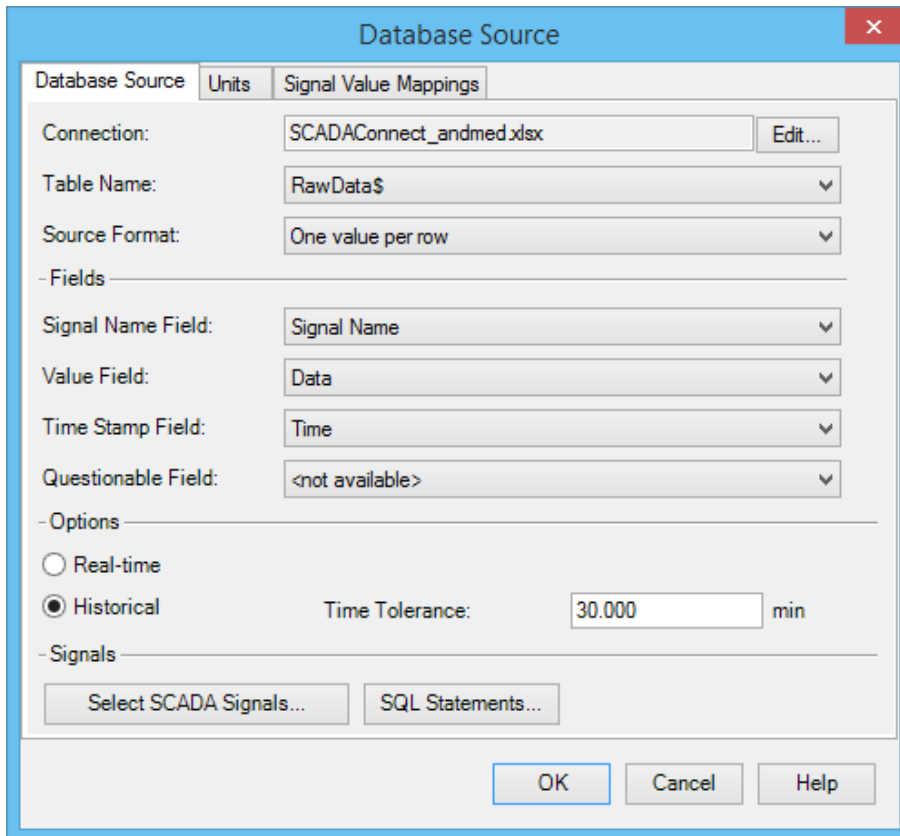 Database Source
Database Source Units Signal Value Mappings
Connection: SCADAConnect_andmed.xlsx Edit...
Table Name: RawData$
Source Format: One value per row
Fields
Signal Name Field: Signal Name
Value Field: Data
Time Stamp Field: Time
Questionable Field: <not available>
Options
Real-time
Historical Time Tolerance: 30.000 min
Signals
Select SCADA Signals... SQL Statements...
OK Cancel Help